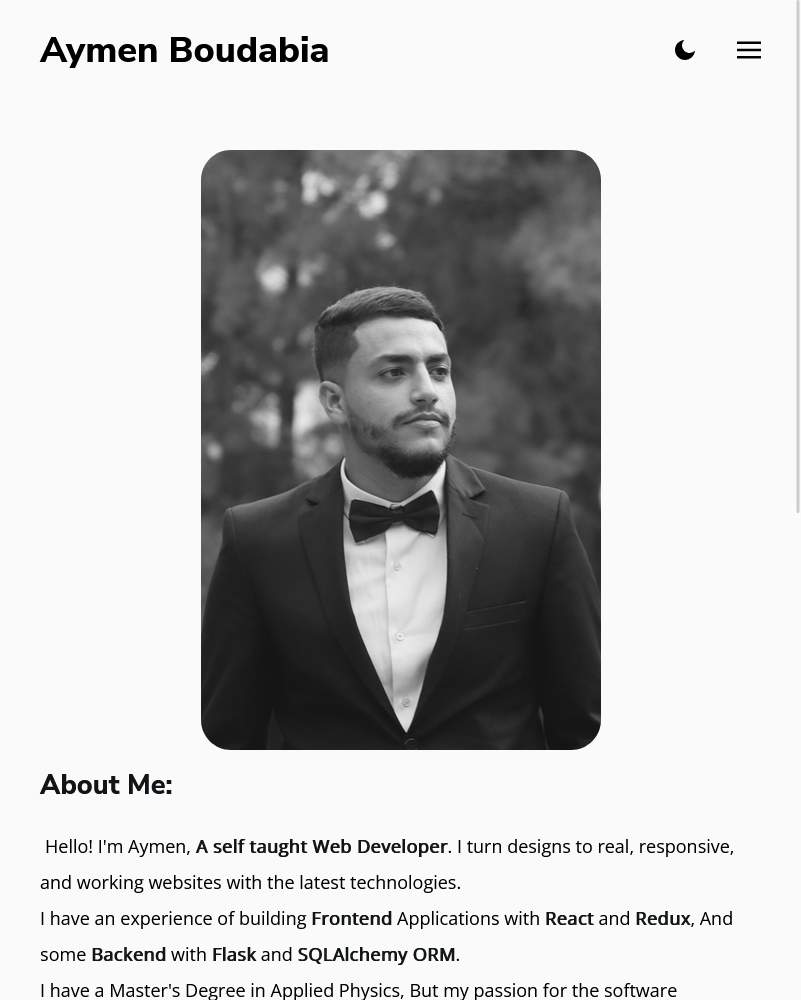 Aymen Boudabia
About Me:
Hello! I'm Aymen, A self taught Web Developer. I turn designs to real, responsive,
and working websites with the latest technologies.
I have an experience of building Frontend Applications with React and Redux, And
some Backend with Flask and SQLAlchemy ORM.
I have a Master's Degree in Applied Physics, But my passion for the software